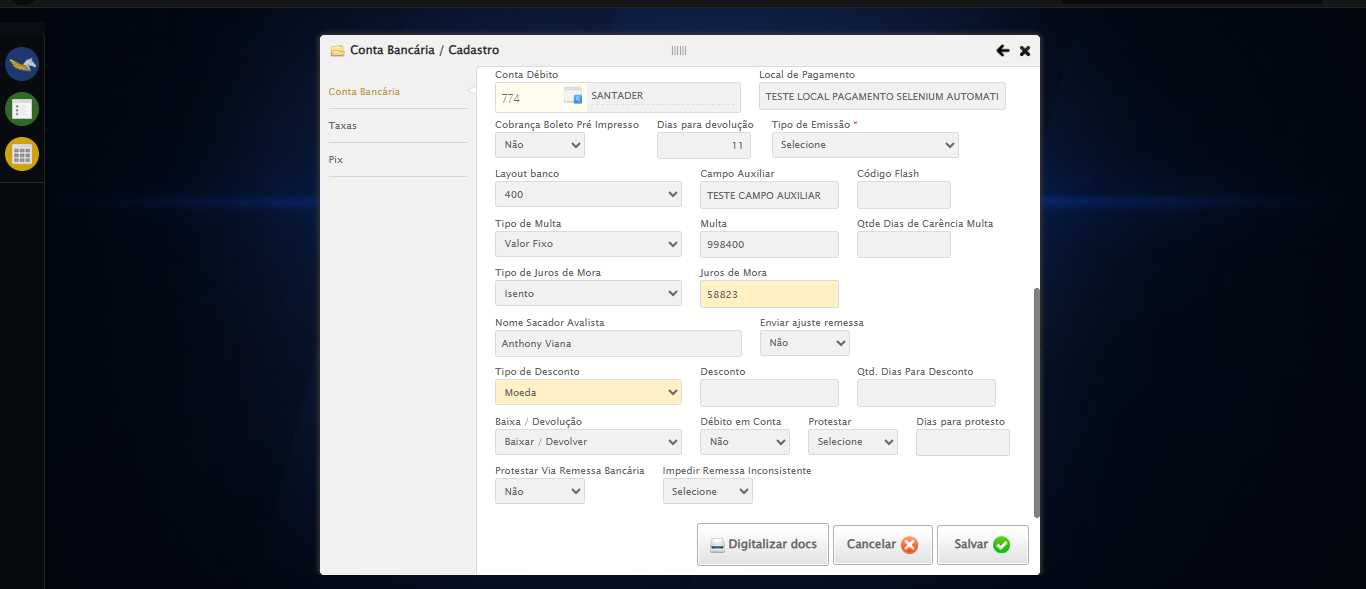 Conta Bancária / Cadastro
Conta Bancária
Taxas
Pix
Conta Débito Local de Pagamento
774 SANTADER TESTE LOCAL PAGAMENTO SELENIUM AUTOMATI
Cobrança Boleto Pré Impresso Dias para devolução Tipo de Emissão *
Não 11 Selecione
Layout banco Campo Auxiliar Código Flash
400 TESTE CAMPO AUXILIAR
Tipo de Multa Multa Qtde Dias de Carência Multa
Valor Fixo 998400
Tipo de Juros de Mora Juros de Mora
Isento 58823
Nome Sacador Avalista Enviar ajuste remessa
Anthony Viana Não
Tipo de Desconto Desconto Qtd. Dias Para Desconto
Moeda
Baixa / Devolução Débito em Conta Protestar Dias para protesto
Baixar / Devolver Não Selecione
Protestar Via Remessa Bancária Impedir Remessa Inconsistente
Não Selecione
Digitalizar docs Cancelar Salvar